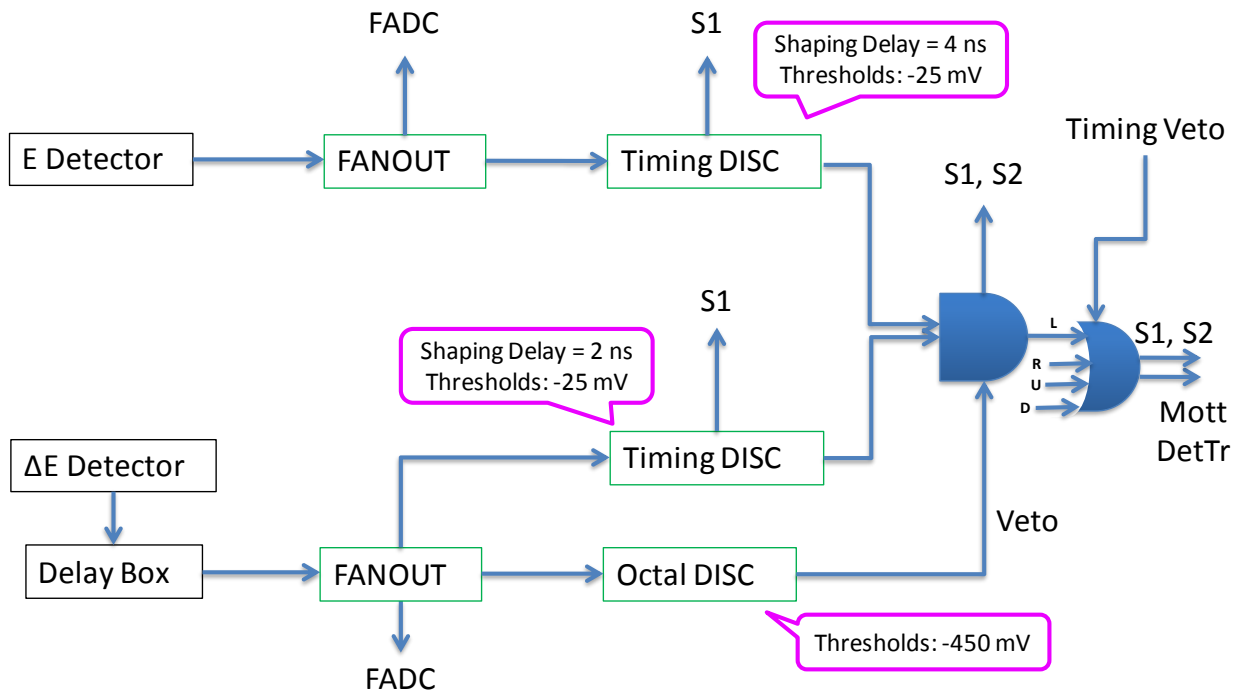 FADC
S1
Shaping Delay = 4 ns
Thresholds: -25 mV
Timing Veto
E Detector
FANOUT
Timing DISC
S1, S2
S1
Shaping Delay = 2 ns
Thresholds: -25 mV
L
R
U
D
S1, S2
Mott
DetTr
ΔE Detector
Timing DISC
Veto
Delay Box
FANOUT
Octal DISC
Thresholds: -450 mV
FADC